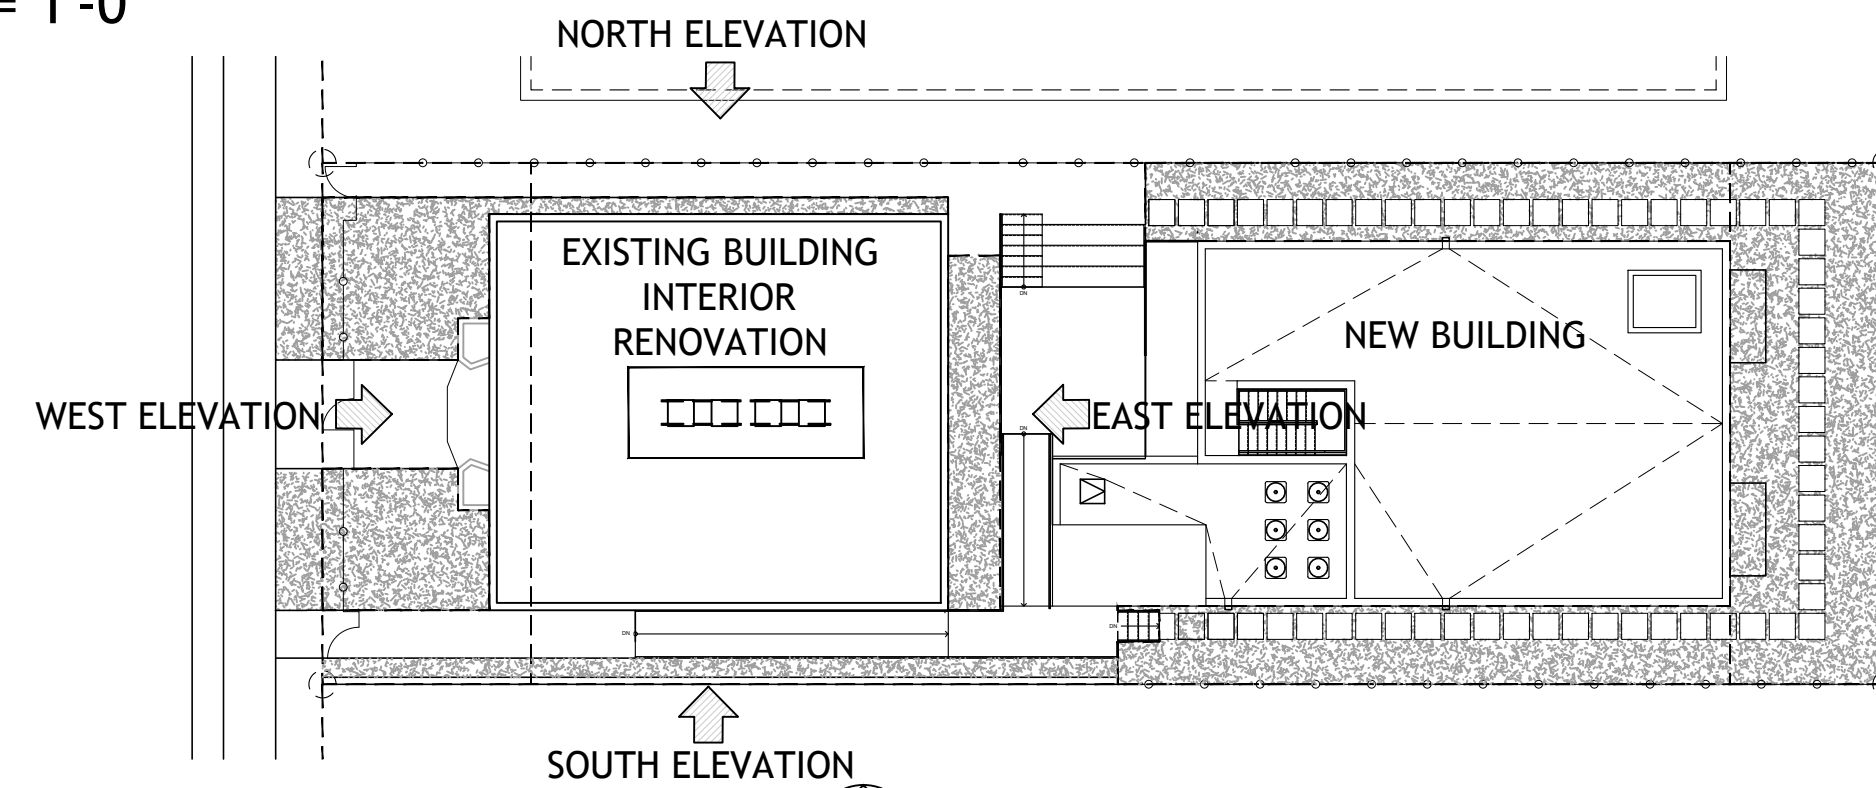 = 1'-0"
NORTH ELEVATION
EXISTING BUILDING
INTERIOR
RENOVATION
DN
NEW BUILDING
WEST ELEVATION
EAST ELEVATION
DN
DN
DN
SOUTH ELEVATION